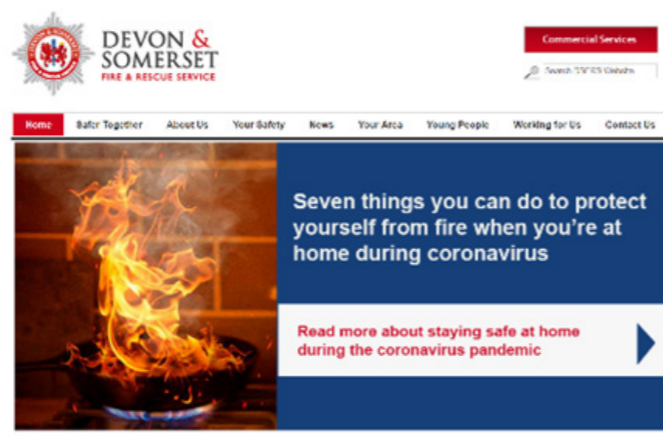 DEVON &
SOMERSET
FIRE & RESCUE SERVICE
Commercial Services
Search Website
Home Safer Together About Us Your Safety News Your Area Young People Working for Us Contact Us
Seven things you can do to protect
yourself from fire when you're at
home during coronavirus
Read more about staying safe at home
during the coronavirus pandemic